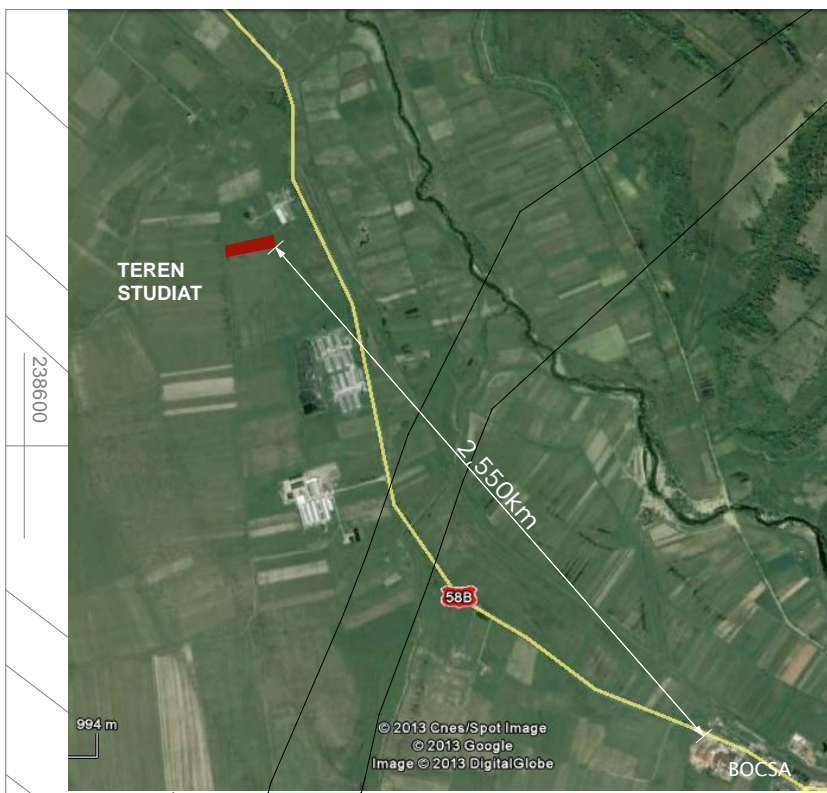 TEREN
STUDIAT
238600
2,550km
58B
994 m
© 2013 Cnes/Spot Image
© 2013 Google
Image © 2013 DigitalGlobe
BOCSA